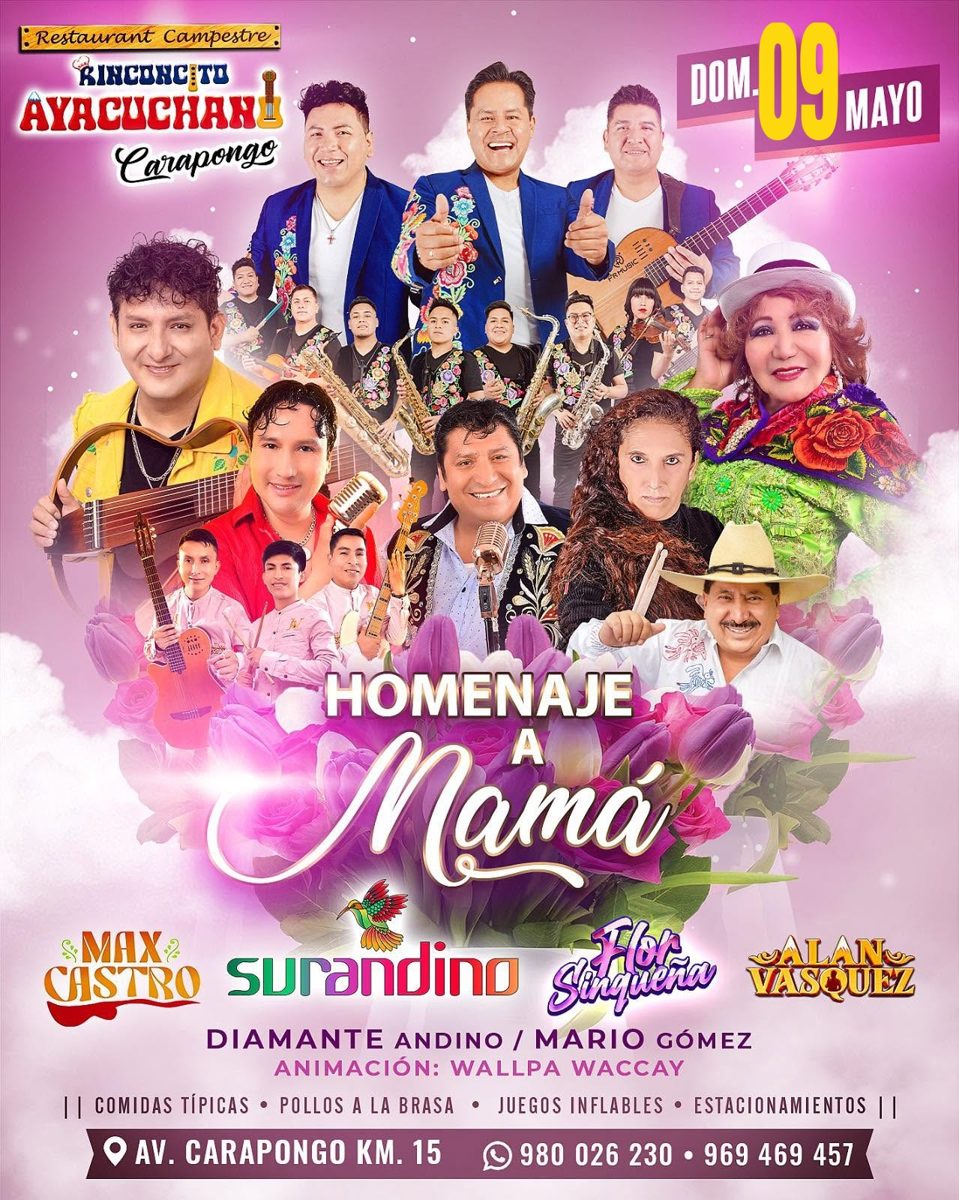 Restaurant Campestre
RINCONCITO
AYACUCHANO
Carapongo
DOM. 09 MAYO
PR MUSIC
HOMENAJE
A
Mamá
MAX
CASTRO
surandino
Flor
Sinqueña
ALAN
VASQUEZ
DIAMANTE ANDINO / MARIO GÓMEZ
ANIMACIÓN: WALLPA WACCAY
|| COMIDAS TÍPICAS • POLLOS A LA BRASA • JUEGOS INFLABLES • ESTACIONAMIENTOS ||
AV. CARAPONGO KM. 15 980 026 230 • 969 469 457